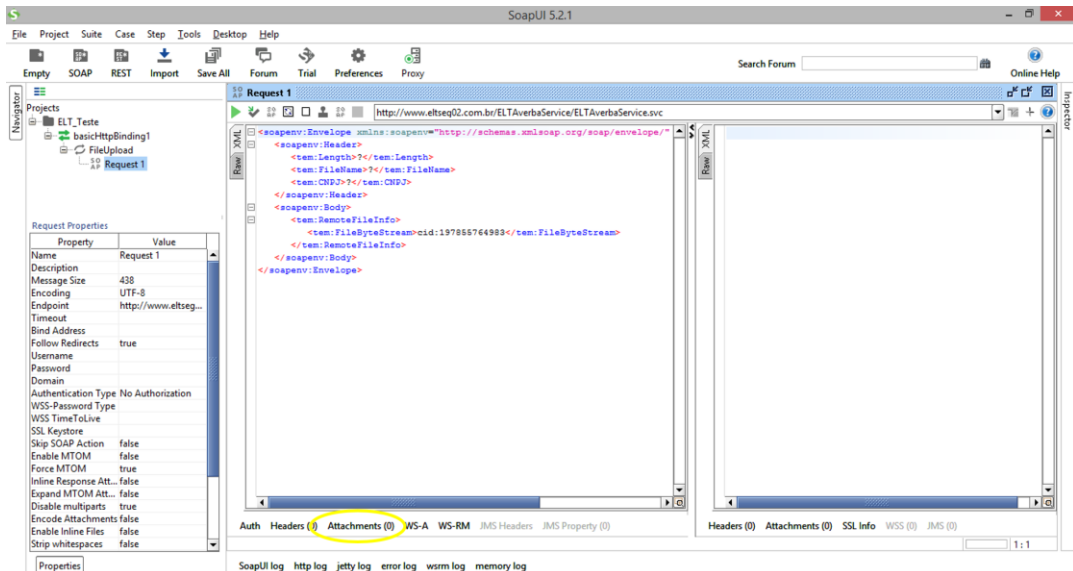 SoapUI 5.2.1
File Project Suite Case Step Tools Desktop Help
Empty SOAP REST Import Save All Forum Trial Preferences Proxy Search Forum Online Help
Navigator
Projects
ELT_Teste
basicHttpBinding1
FileUpload
SO AP Request 1
Request Properties
Property Value
Name Request 1
Description
Message Size 438
Encoding UTF-8
Endpoint http://www.eltseg...
Timeout
Bind Address
Follow Redirects true
Username
Password
Domain
Authentication Type No Authorization
WSS-Password Type
WSS TimeToLive
SSL Keystore
Skip SOAP Action false
Enable MTOM false
Force MTOM true
Inline Response Att... false
Expand MTOM Att... false
Disable multiparts true
Encode Attachments false
Enable Inline Files false
Strip whitespaces false
Properties
SO AP Request 1
http://www.eltseg02.com.br/ELTAverbaService/ELTAverbaService.svc
XML
Raw
<soapenv:Envelope xmlns:soapenv="http://schemas.xmlsoap.org/soap/envelope/"
<soapenv:Header>
<tem:Length>?</tem:Length>
<tem:FileName>?</tem:FileName>
<tem:CNPJ>?</tem:CNPJ>
</soapenv:Header>
<soapenv:Body>
<tem:RemoteFileInfo>
<tem:FileByteStream>cid:197855764983</tem:FileByteStream>
</tem:RemoteFileInfo>
</soapenv:Body>
</soapenv:Envelope>
Auth Headers (0) Attachments (0) WS-A WS-RM JMS Headers JMS Property (0)
XML
Raw
Headers (0) Attachments (0) SSL Info WSS (0) JMS (0)
1 : 1
Inspector
SoapUI log http log jetty log error log wsrm log memory log